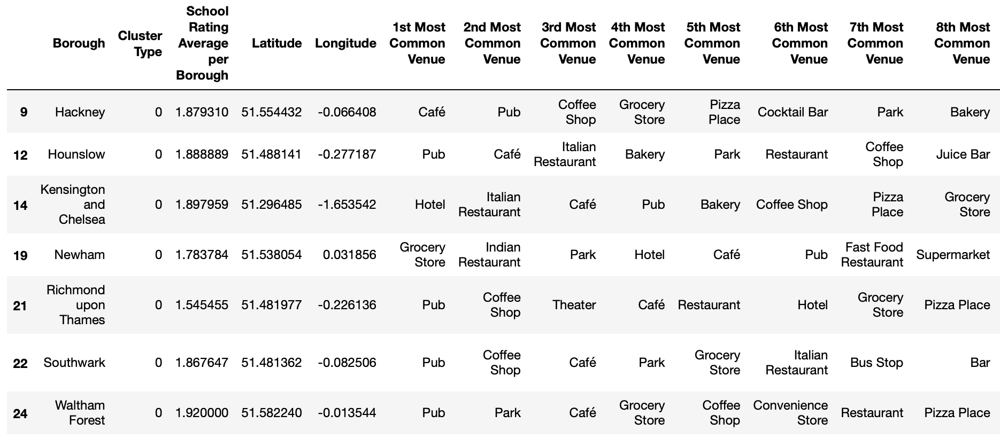 Borough Cluster Type School Rating Average per Borough Latitude Longitude 1st Most Common Venue 2nd Most Common Venue 3rd Most Common Venue 4th Most Common Venue 5th Most Common Venue 6th Most Common Venue 7th Most Common Venue 8th Most Common Venue
9 Hackney 0 1.879310 51.554432 -0.066408 Café Pub Coffee Shop Grocery Store Pizza Place Cocktail Bar Park Bakery
12 Hounslow 0 1.888889 51.488141 -0.277187 Pub Café Italian Restaurant Bakery Park Restaurant Coffee Shop Juice Bar
14 Kensington and Chelsea 0 1.897959 51.296485 -1.653542 Hotel Italian Restaurant Café Pub Bakery Coffee Shop Pizza Place Grocery Store
19 Newham 0 1.783784 51.538054 0.031856 Grocery Store Indian Restaurant Park Hotel Café Pub Fast Food Restaurant Supermarket
21 Richmond upon Thames 0 1.545455 51.481977 -0.226136 Pub Coffee Shop Theater Café Restaurant Hotel Grocery Store Pizza Place
22 Southwark 0 1.867647 51.481362 -0.082506 Pub Coffee Shop Café Park Grocery Store Italian Restaurant Bus Stop Bar
24 Waltham Forest 0 1.920000 51.582240 -0.013544 Pub Park Café Grocery Store Coffee Shop Convenience Store Restaurant Pizza Place